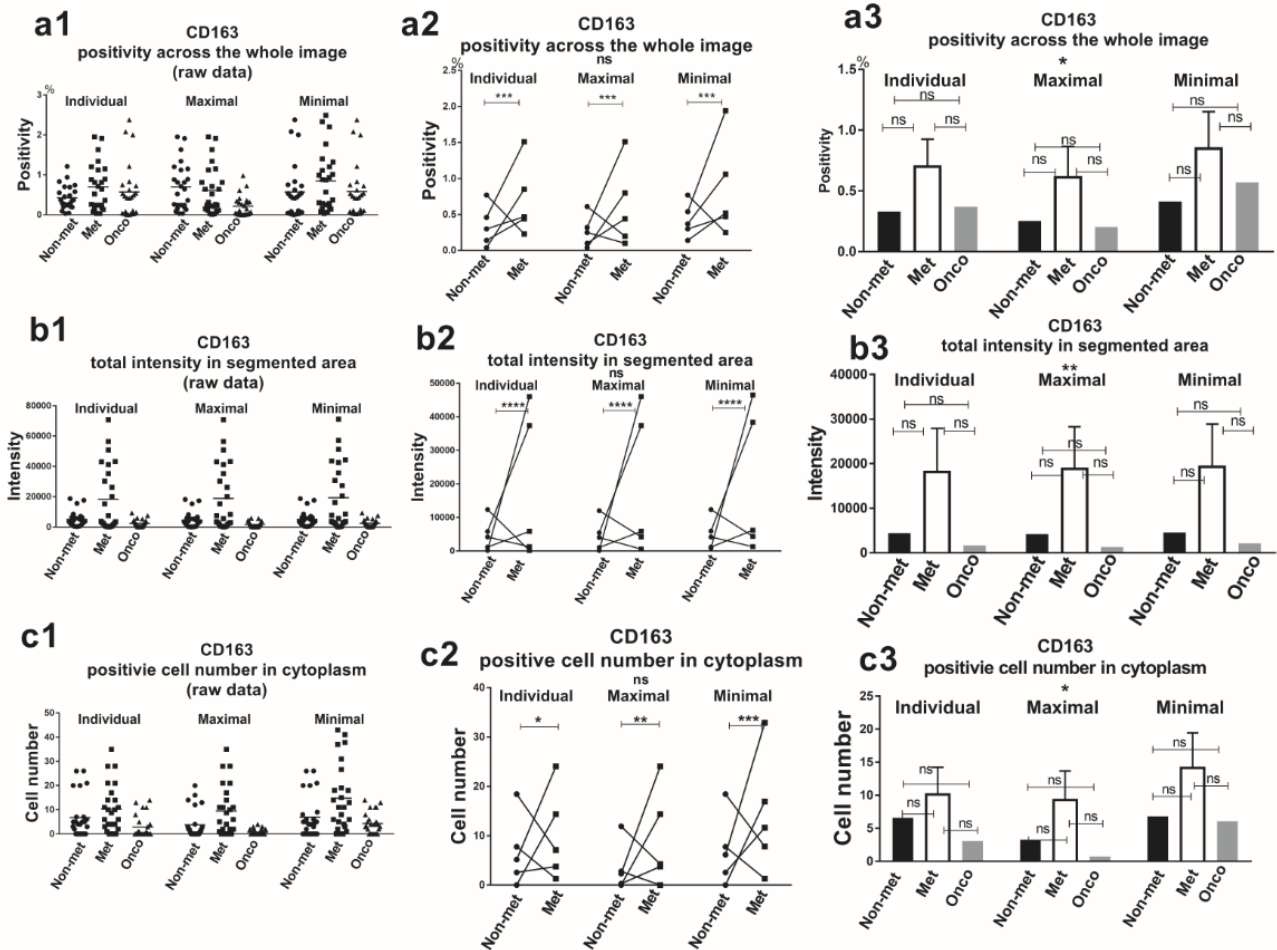 a1
CD163
positivity across the whole image
(raw data)
%
Individual Maximal Minimal
Positivity
3
2
1
0
Non-met Met Onco Non-met Met Onco Non-met Met Onco
a2
CD163
positivity across the whole image
ns
%
Individual Maximal Minimal
*** *** ***
Positivity
2.5
2.0
1.5
1.0
0.5
0.0
Non-met Met Non-met Met Non-met Met
a3
CD163
positivity across the whole image
*
%
Individual Maximal Minimal
ns ns ns
ns ns ns ns ns ns
Positivity
1.5
1.0
0.5
0.0
Non-met Met Onco Non-met Met Onco Non-met Met Onco
b1
CD163
total intensity in segmented area
(raw data)
Individual Maximal Minimal
Intensity
80000
60000
40000
20000
0
Non-met Met Onco Non-met Met Onco Non-met Met Onco
b2
CD163
total intensity in segmented area
ns
Individual Maximal Minimal
**** **** ****
Intensity
50000
40000
30000
20000
10000
0
Non-met Met Non-met Met Non-met Met
b3
CD163
total intensity in segmented area
**
Individual Maximal Minimal
ns ns ns
ns ns ns ns ns ns
Intensity
40000
30000
20000
10000
0
Non-met Met Onco Non-met Met Onco Non-met Met Onco
c1
CD163
positivie cell number in cytoplasm
(raw data)
Individual Maximal Minimal
Cell number
50
40
30
20
10
0
Non-met Met Onco Non-met Met Onco Non-met Met Onco
c2
CD163
positive cell number in cytoplasm
ns
Individual Maximal Minimal
* ** ***
Cell number
40
30
20
10
0
Non-met Met Non-met Met Non-met Met
c3
CD163
positivie cell number in cytoplasm
*
Individual Maximal Minimal
ns ns ns
ns ns ns ns ns ns
Cell number
25
20
15
10
5
0
Non-met Met Onco Non-met Met Onco Non-met Met Onco